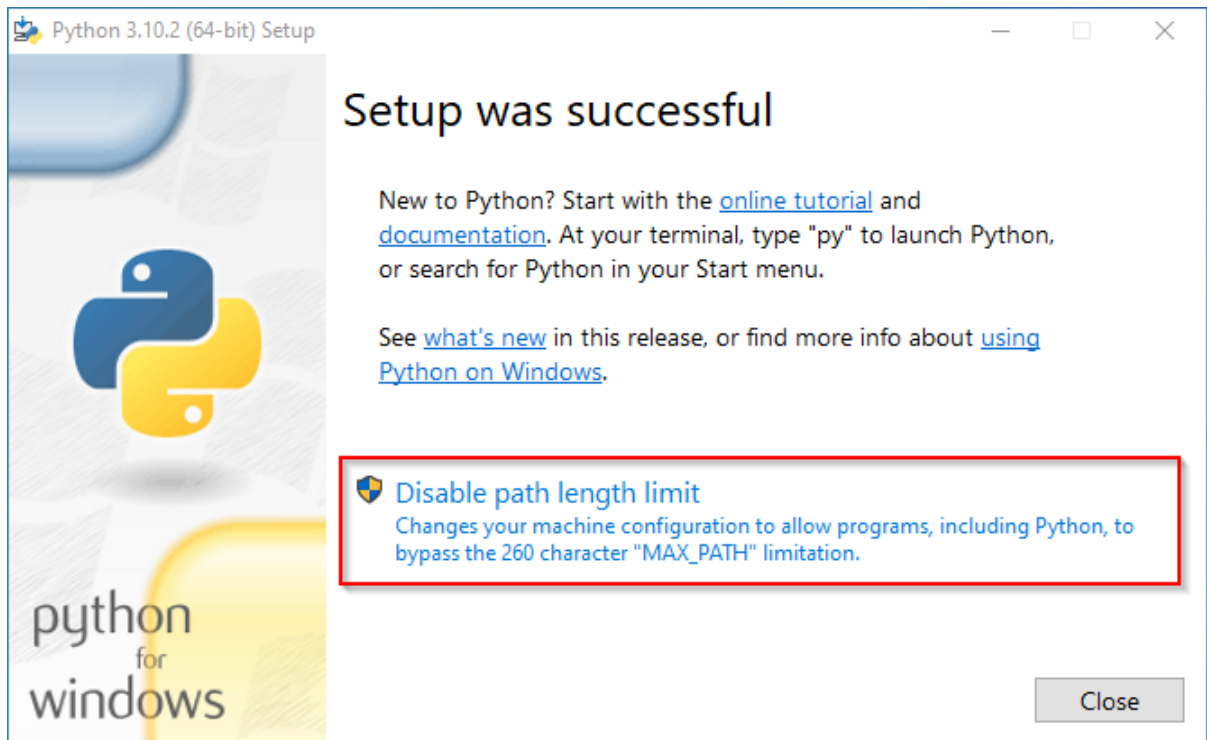 Python 3.10.2 (64-bit) Setup
Setup was successful
New to Python? Start with the online tutorial and
documentation. At your terminal, type "py" to launch Python,
or search for Python in your Start menu.
See what's new in this release, or find more info about using
Python on Windows.
Disable path length limit
Changes your machine configuration to allow programs, including Python, to
bypass the 260 character "MAX_PATH" limitation.
python
for
windows
Close